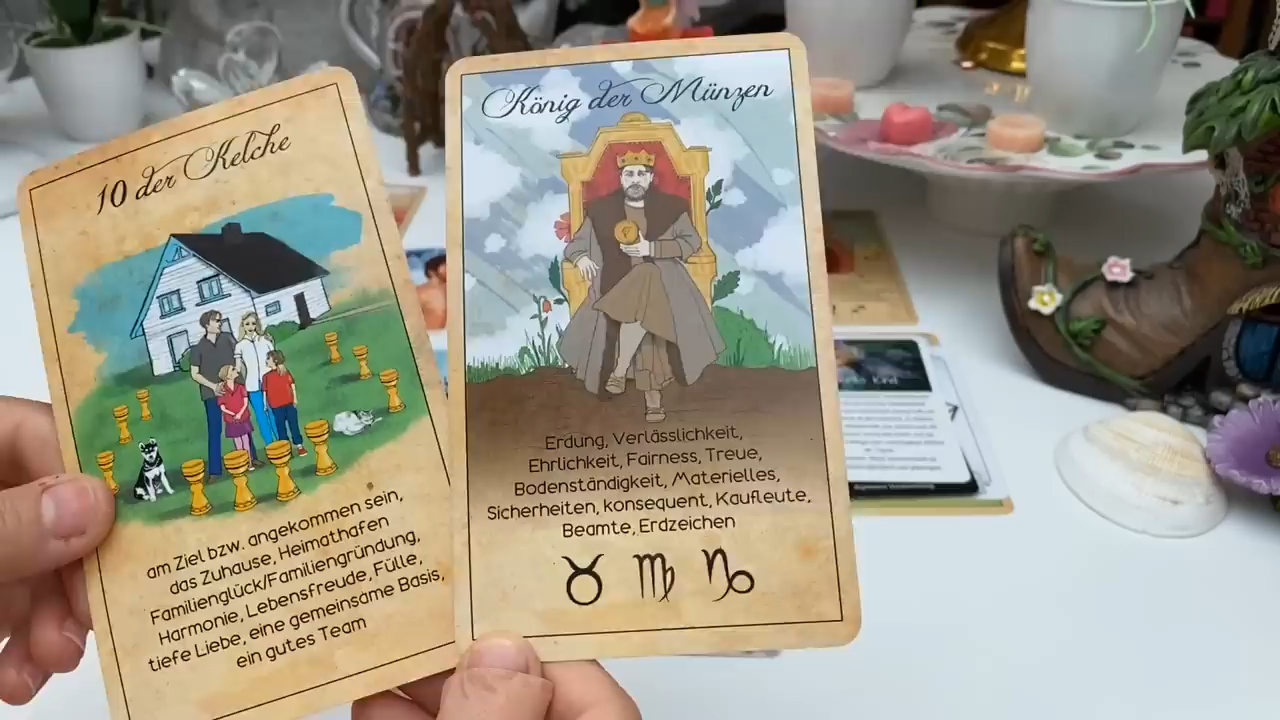 10 der Kelche
am Ziel bzw. angekommen sein,
das Zuhause, Heimathafen
Familienglück/Familiengründung,
Harmonie, Lebensfreude, Fülle,
tiefe Liebe, eine gemeinsame Basis,
ein gutes Team
König der Münzen
Erdung, Verlässlichkeit,
Ehrlichkeit, Fairness, Treue,
Bodenständigkeit, Materielles,
Sicherheiten, konsequent, Kaufleute,
Beamte, Erdzeichen
♉ ♍ ♑